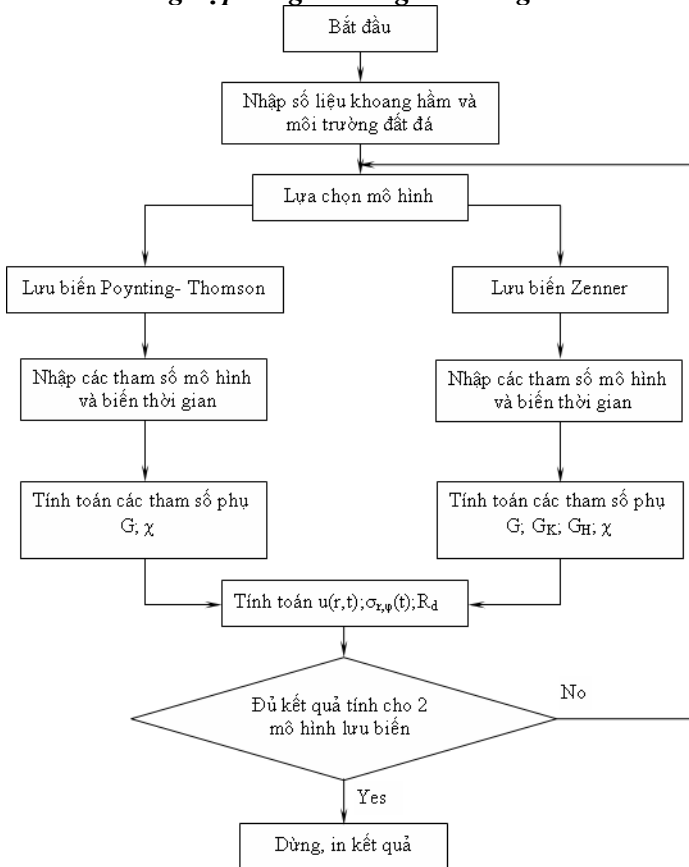 Bắt đầu
Nhập số liệu khoang hầm và
môi trường đất đá
Lựa chọn mô hình
Lưu biến Poynting- Thomson
Lưu biến Zenner
Nhập các tham số mô hình
và biến thời gian
Nhập các tham số mô hình
và biến thời gian
Tính toán các tham số phụ
G; χ
Tính toán các tham số phụ
G; G_K; G_H; χ
Tính toán u(r,t);σ_r,φ(t);R_d
Đủ kết quả tính cho 2
mô hình lưu biến
No
Yes
Dừng, in kết quả